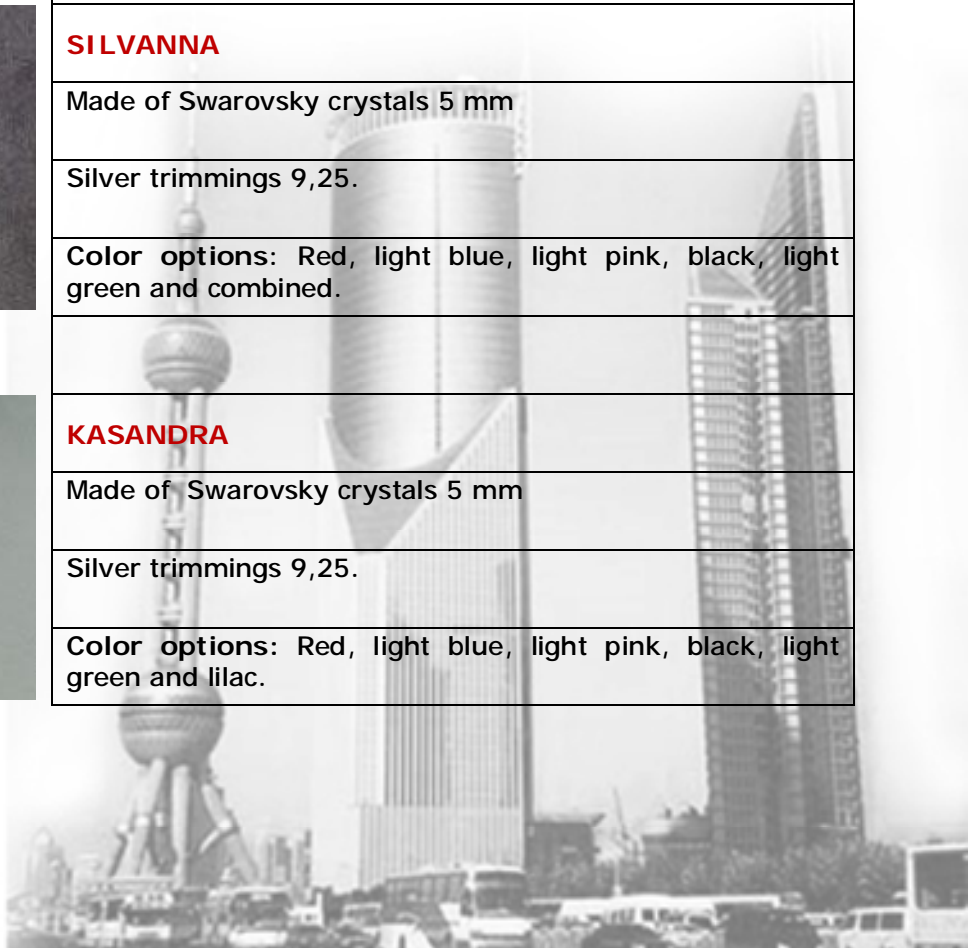 SILVANNA
Made of Swarovsky crystals 5 mm
Silver trimmings 9,25.
Color options: Red, light blue, light pink, black, light
green and combined.
KASANDRA
Made of Swarovsky crystals 5 mm
Silver trimmings 9,25.
Color options: Red, light blue, light pink, black, light
green and lilac.